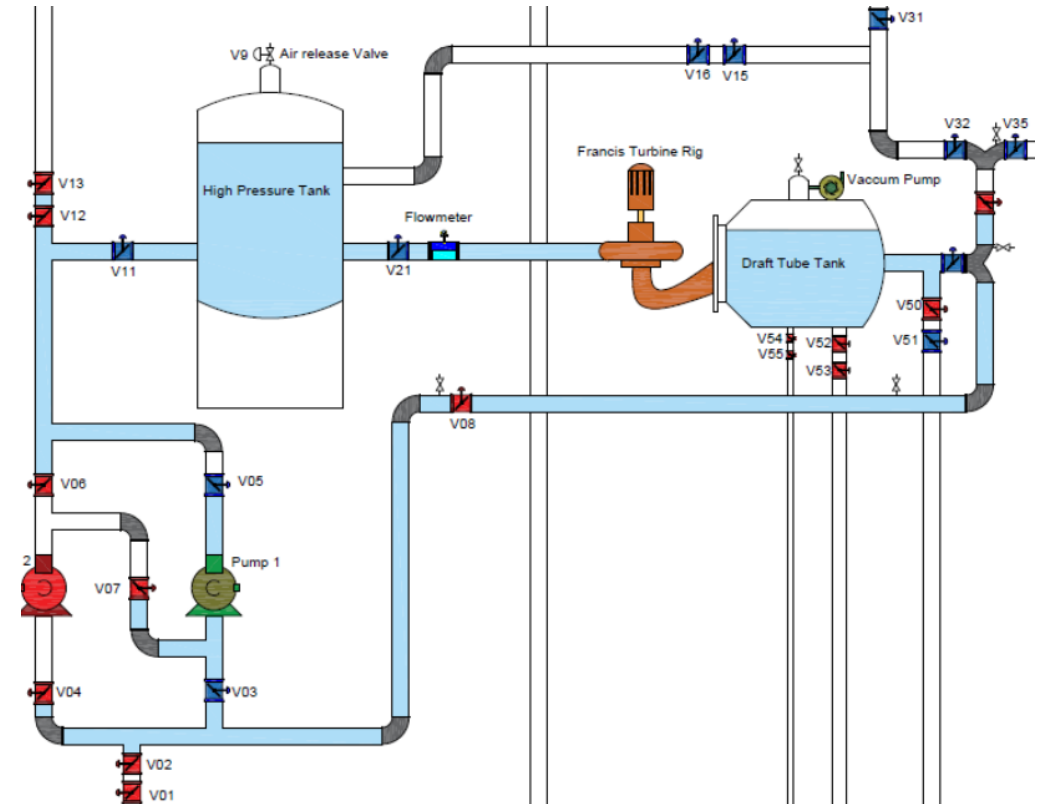 V31
V9
Air release Valve
V16
V15
V32
V35
Francis Turbine Rig
V13
High Pressure Tank
Vaccum Pump
V12
Flowmeter
V11
V21
Draft Tube Tank
V50
V54
V52
V51
V55
V53
V08
V06
V05
2
Pump 1
V07
V04
V03
V02
V01